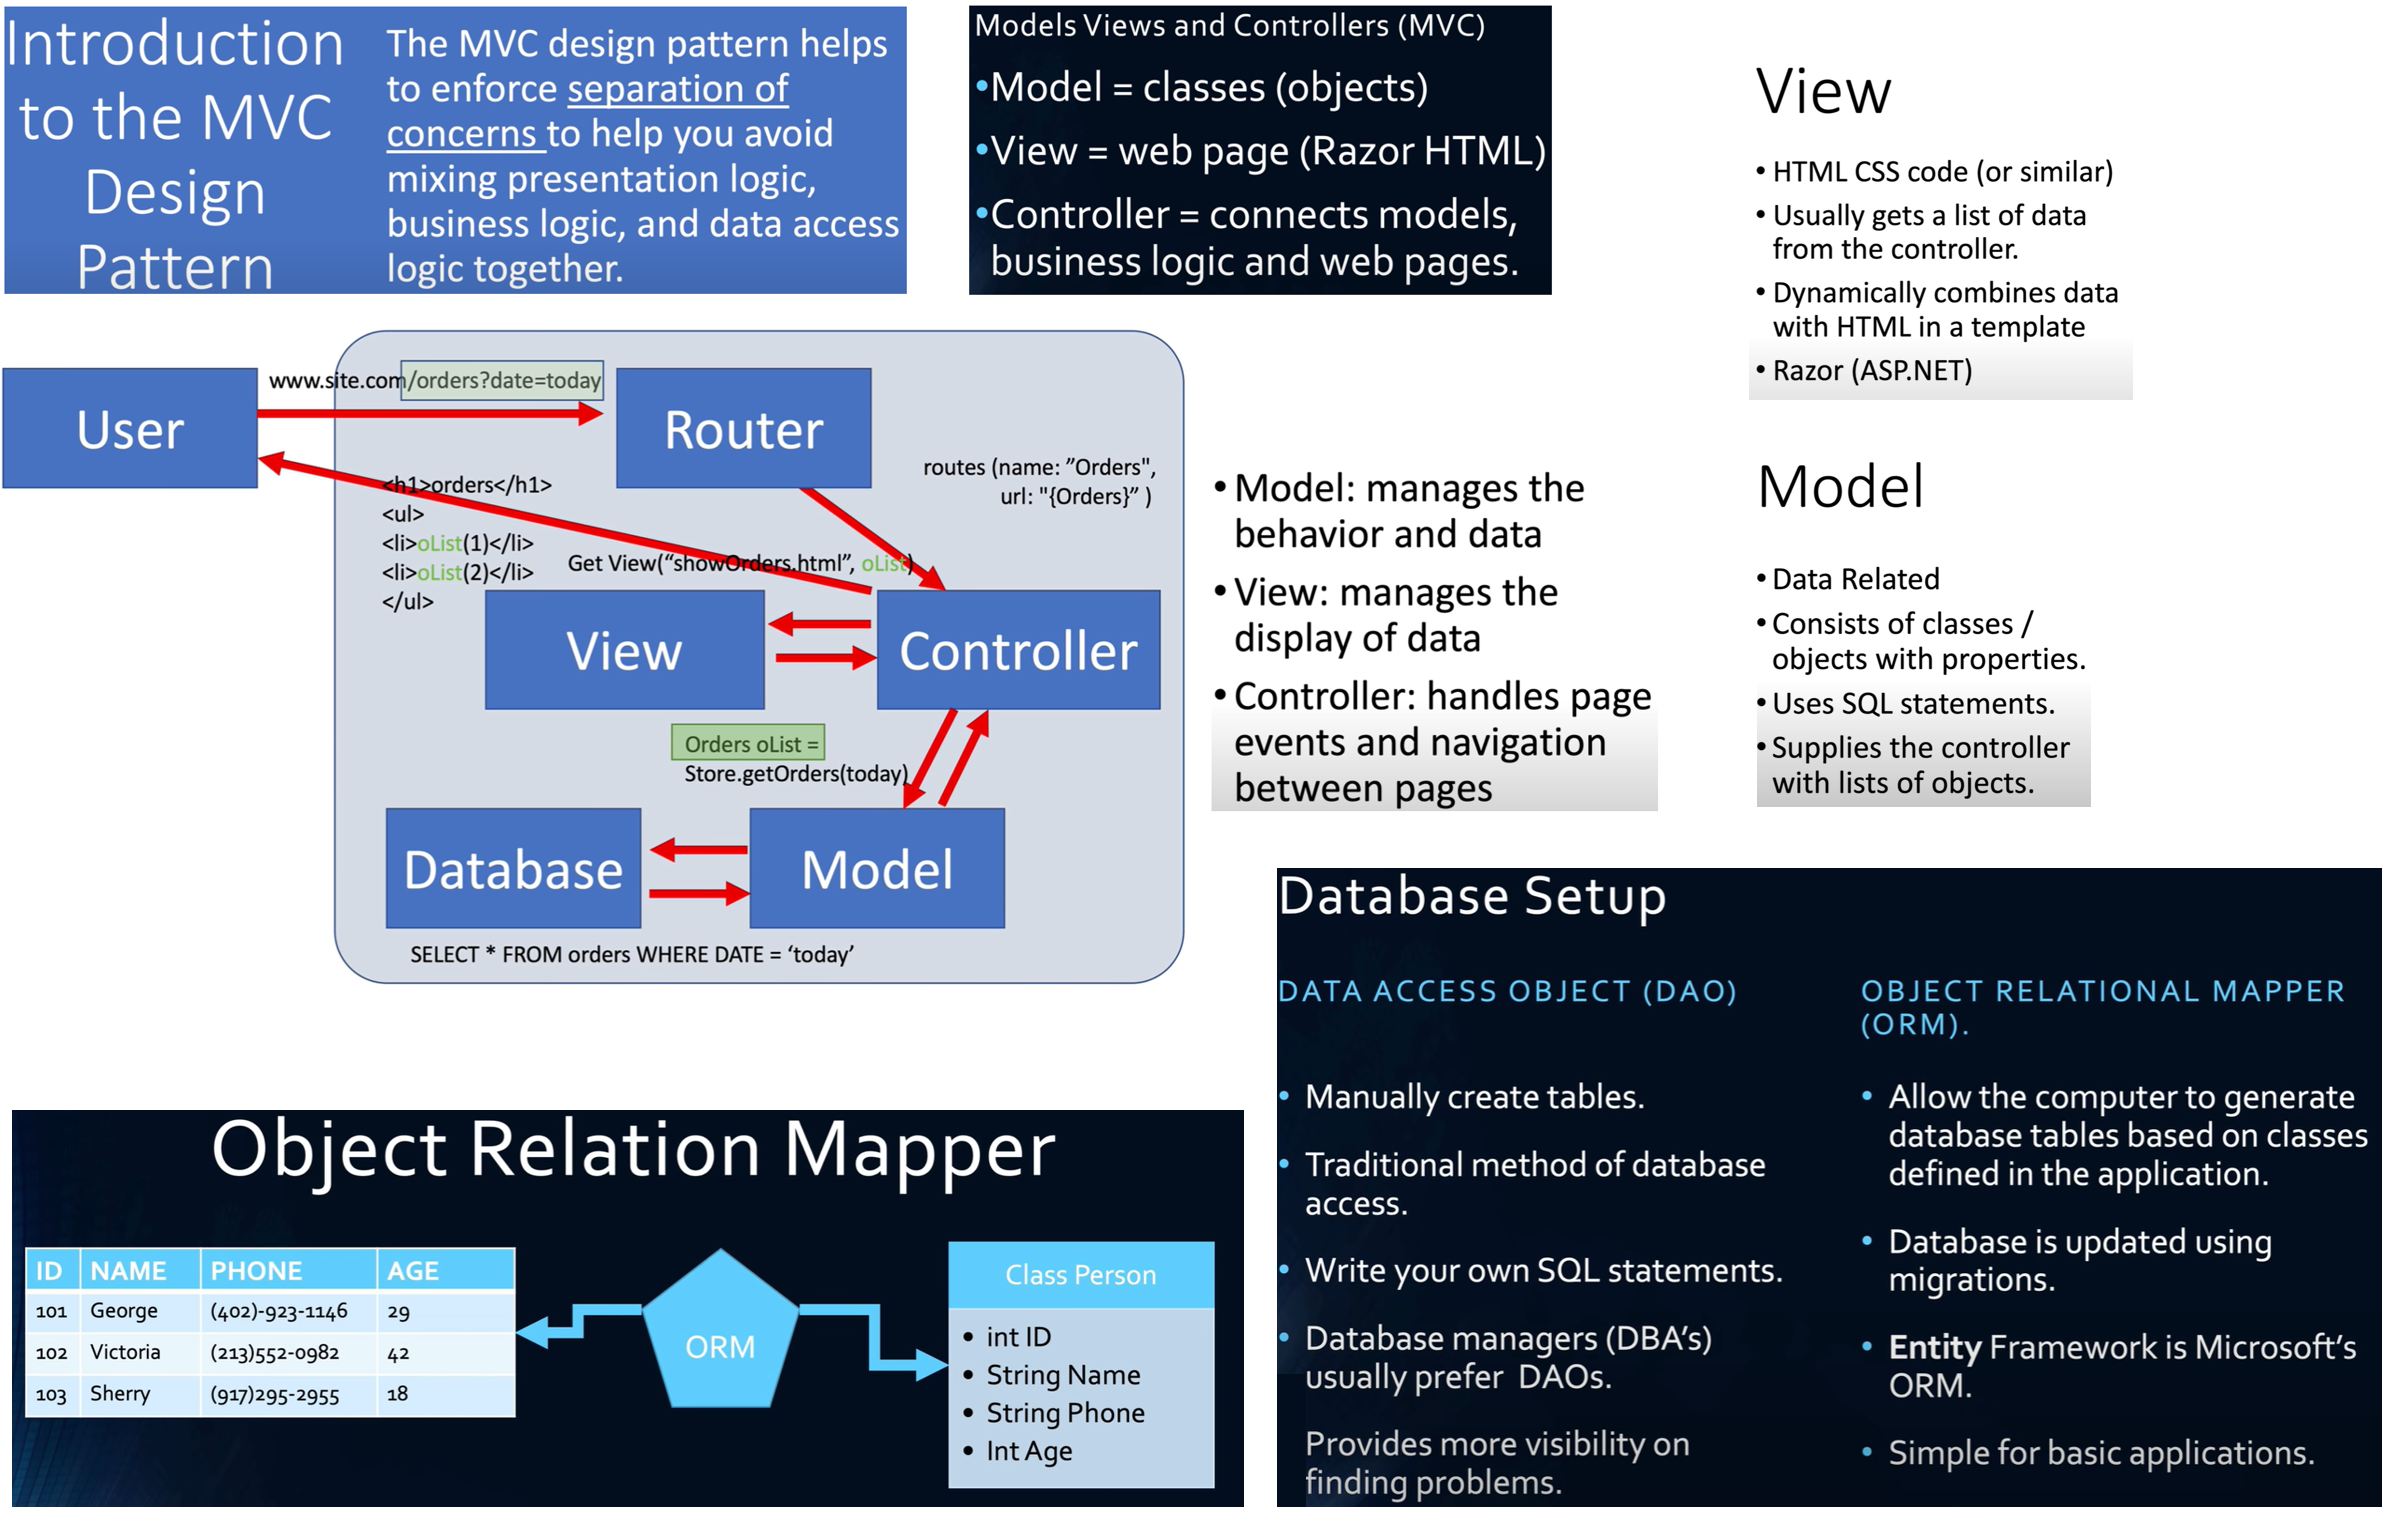 Introduction
to the MVC
Design
Pattern
The MVC design pattern helps
to enforce separation of
concerns to help you avoid
mixing presentation logic,
business logic, and data access
logic together.
Models Views and Controllers (MVC)
•Model = classes (objects)
•View = web page (Razor HTML)
•Controller = connects models,
business logic and web pages.
View
• HTML CSS code (or similar)
• Usually gets a list of data
from the controller.
• Dynamically combines data
with HTML in a template
• Razor (ASP.NET)
User
www.site.com/orders?date=today
Router
routes (name: ”Orders",
url: "{Orders}” )
<h1>orders</h1>
<ul>
<li>oList(1)</li>
<li>oList(2)</li>
</ul>
Get View(“showOrders.html”, oList)
View
Controller
Orders oList =
Store.getOrders(today)
Database
Model
SELECT * FROM orders WHERE DATE = ‘today’
• Model: manages the
behavior and data
• View: manages the
display of data
• Controller: handles page
events and navigation
between pages
Model
• Data Related
• Consists of classes /
objects with properties.
• Uses SQL statements.
• Supplies the controller
with lists of objects.
Object Relation Mapper
ID NAME PHONE AGE
101 George (402)-923-1146 29
102 Victoria (213)552-0982 42
103 Sherry (917)295-2955 18
ORM
Class Person
• int ID
• String Name
• String Phone
• Int Age
Database Setup
DATA ACCESS OBJECT (DAO)
• Manually create tables.
• Traditional method of database
access.
• Write your own SQL statements.
• Database managers (DBA’s)
usually prefer DAOs.
Provides more visibility on
finding problems.
OBJECT RELATIONAL MAPPER
(ORM).
• Allow the computer to generate
database tables based on classes
defined in the application.
• Database is updated using
migrations.
• Entity Framework is Microsoft’s
ORM.
• Simple for basic applications.